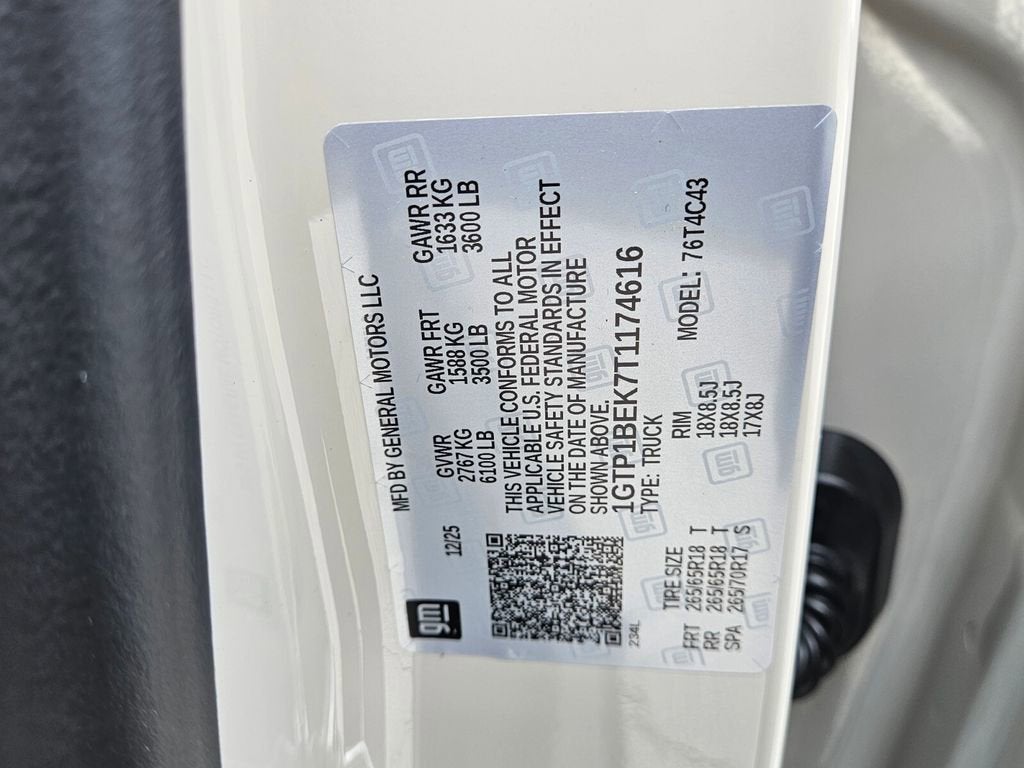 gm
MFD BY GENERAL MOTORS LLC
12/25
GVWR GAWR FRT GAWR RR
2767 KG 1588 KG 1633 KG
6100 LB 3500 LB 3600 LB
THIS VEHICLE CONFORMS TO ALL
APPLICABLE U.S. FEDERAL MOTOR
VEHICLE SAFETY STANDARDS IN EFFECT
ON THE DATE OF MANUFACTURE
SHOWN ABOVE.
1GTP1BEK7T1174616
TYPE: TRUCK
234L
MODEL: 76T4C43
TIRE SIZE RIM
FRT 265/65R18 T 18X8.5J
RR 265/65R18 T 18X8.5J
SPA 265/70R17 S 17X8J